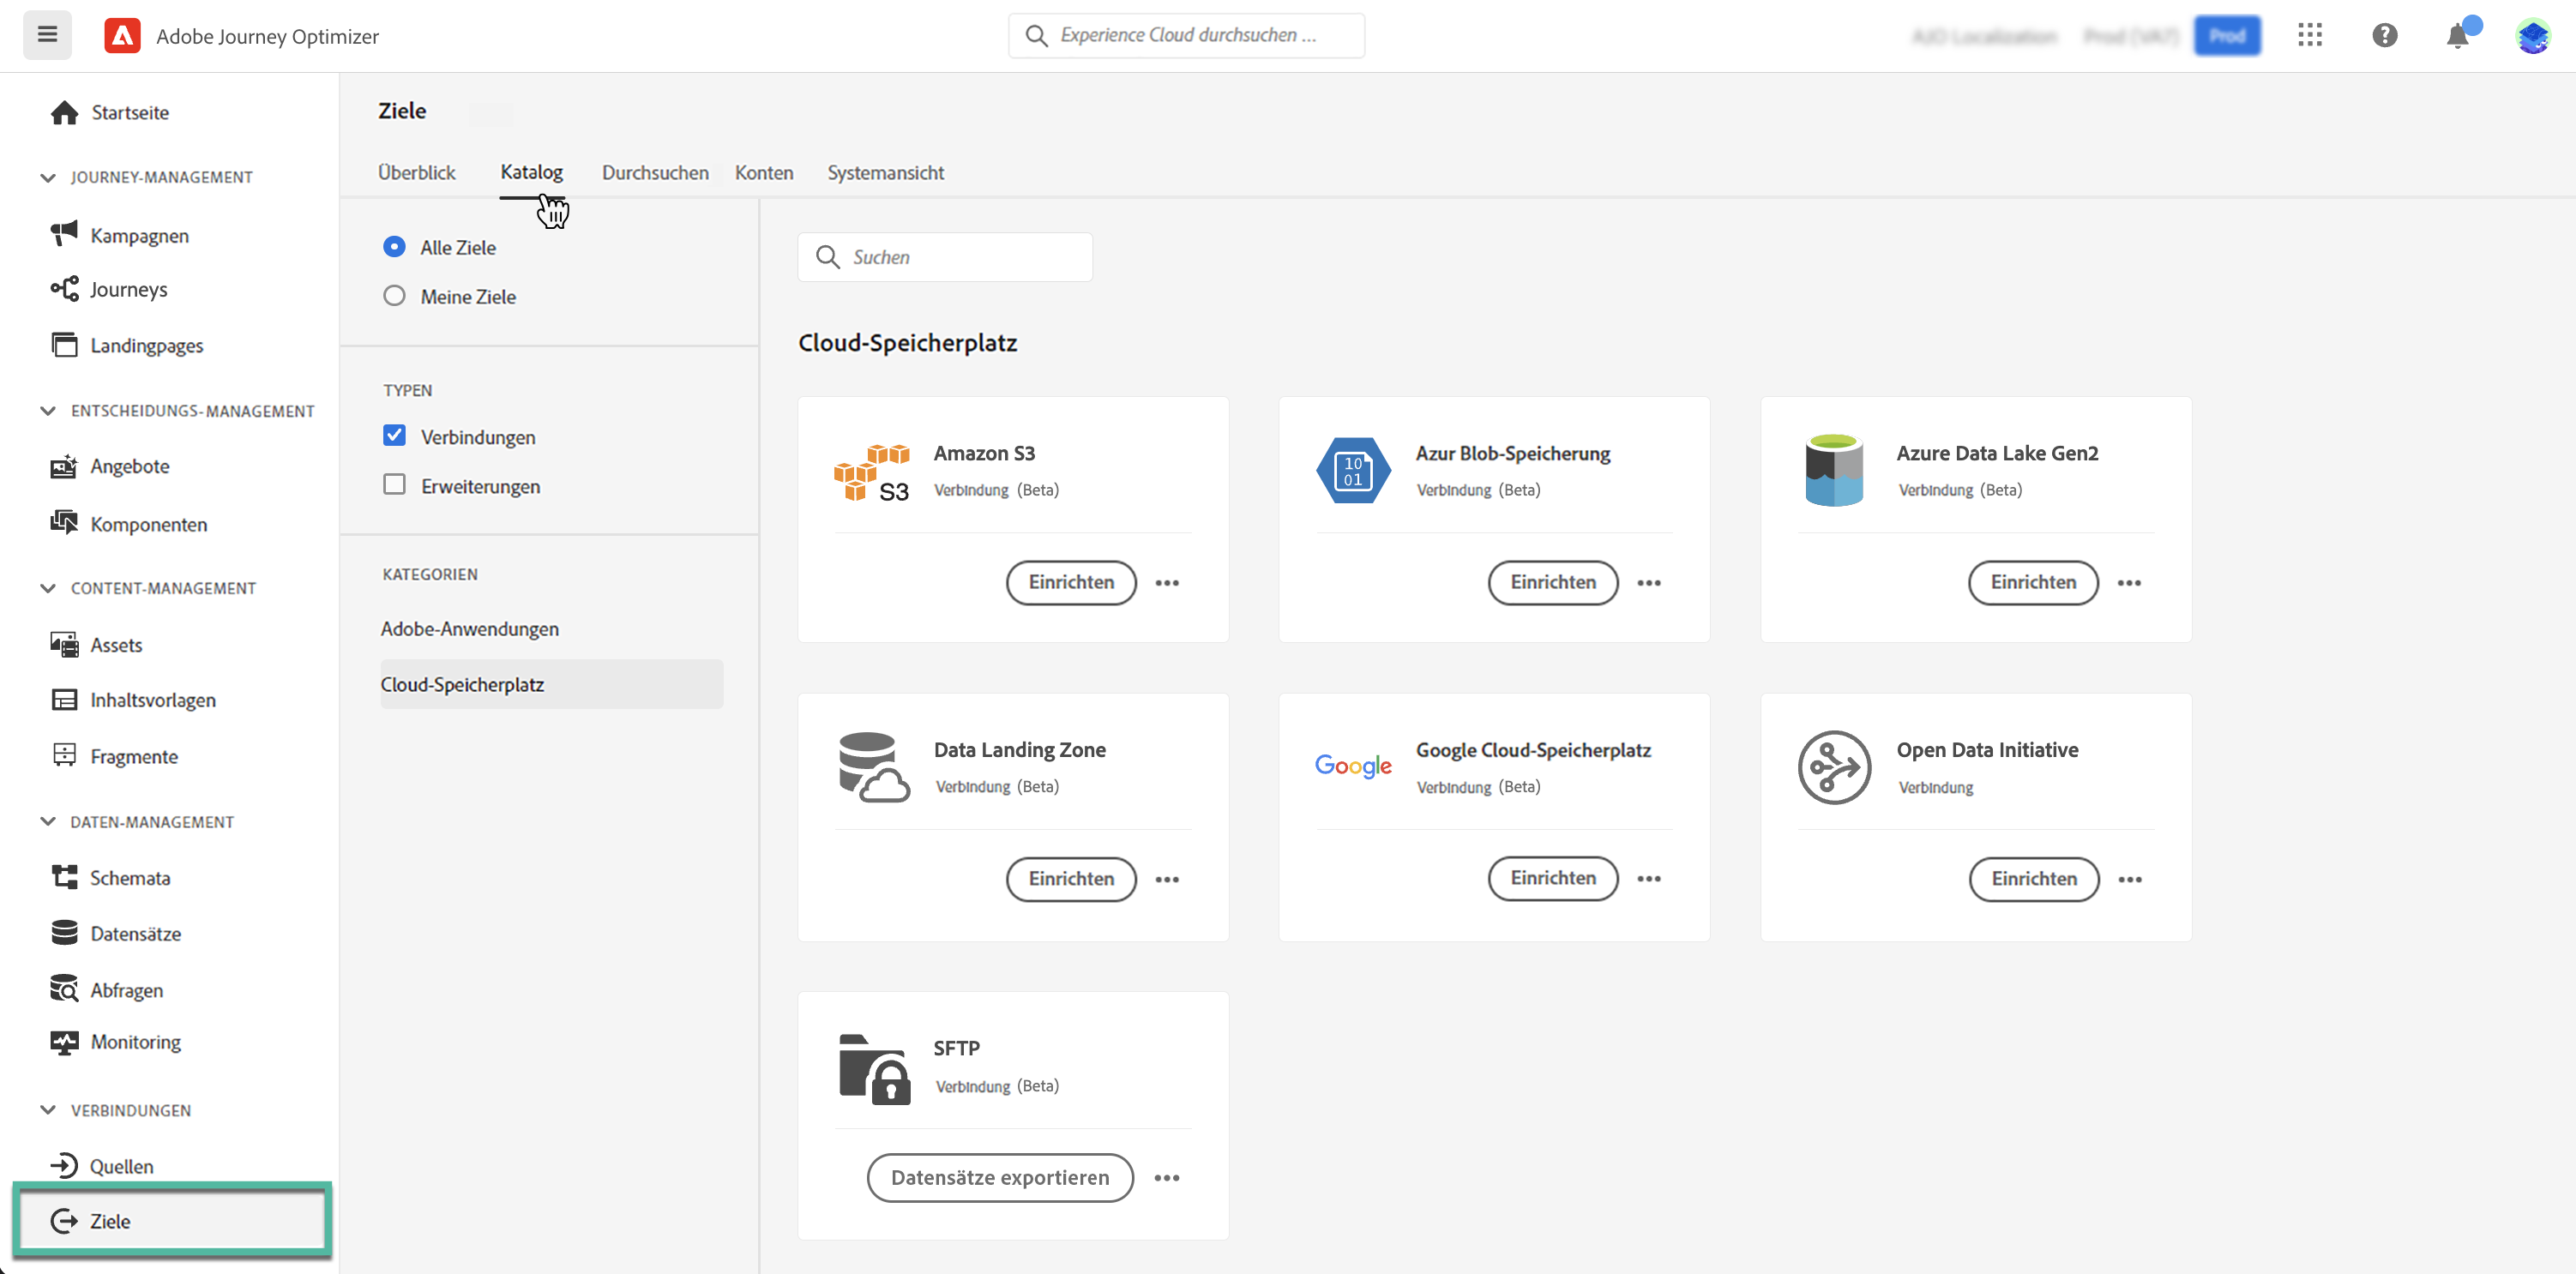 Adobe Journey Optimizer
Experience Cloud durchsuchen ...
Prod
Startseite
JOURNEY-MANAGEMENT
Kampagnen
Journeys
Landingpages
ENTSCHEIDUNGS-MANAGEMENT
Angebote
Komponenten
CONTENT-MANAGEMENT
Assets
Inhaltsvorlagen
Fragmente
DATEN-MANAGEMENT
Schemata
Datensätze
Abfragen
Monitoring
VERBINDUNGEN
Quellen
Ziele
Ziele
Überblick Katalog Durchsuchen Konten Systemansicht
Alle Ziele
Meine Ziele
TYPEN
Verbindungen
Erweiterungen
KATEGORIEN
Adobe-Anwendungen
Cloud-Speicherplatz
Suchen
Cloud-Speicherplatz
S3
Amazon S3
Verbindung (Beta)
Einrichten
10
01
Azur Blob-Speicherung
Verbindung (Beta)
Einrichten
Azure Data Lake Gen2
Verbindung (Beta)
Einrichten
Data Landing Zone
Verbindung (Beta)
Einrichten
Google
Google Cloud-Speicherplatz
Verbindung (Beta)
Einrichten
Open Data Initiative
Verbindung
Einrichten
SFTP
Verbindung (Beta)
Datensätze exportieren